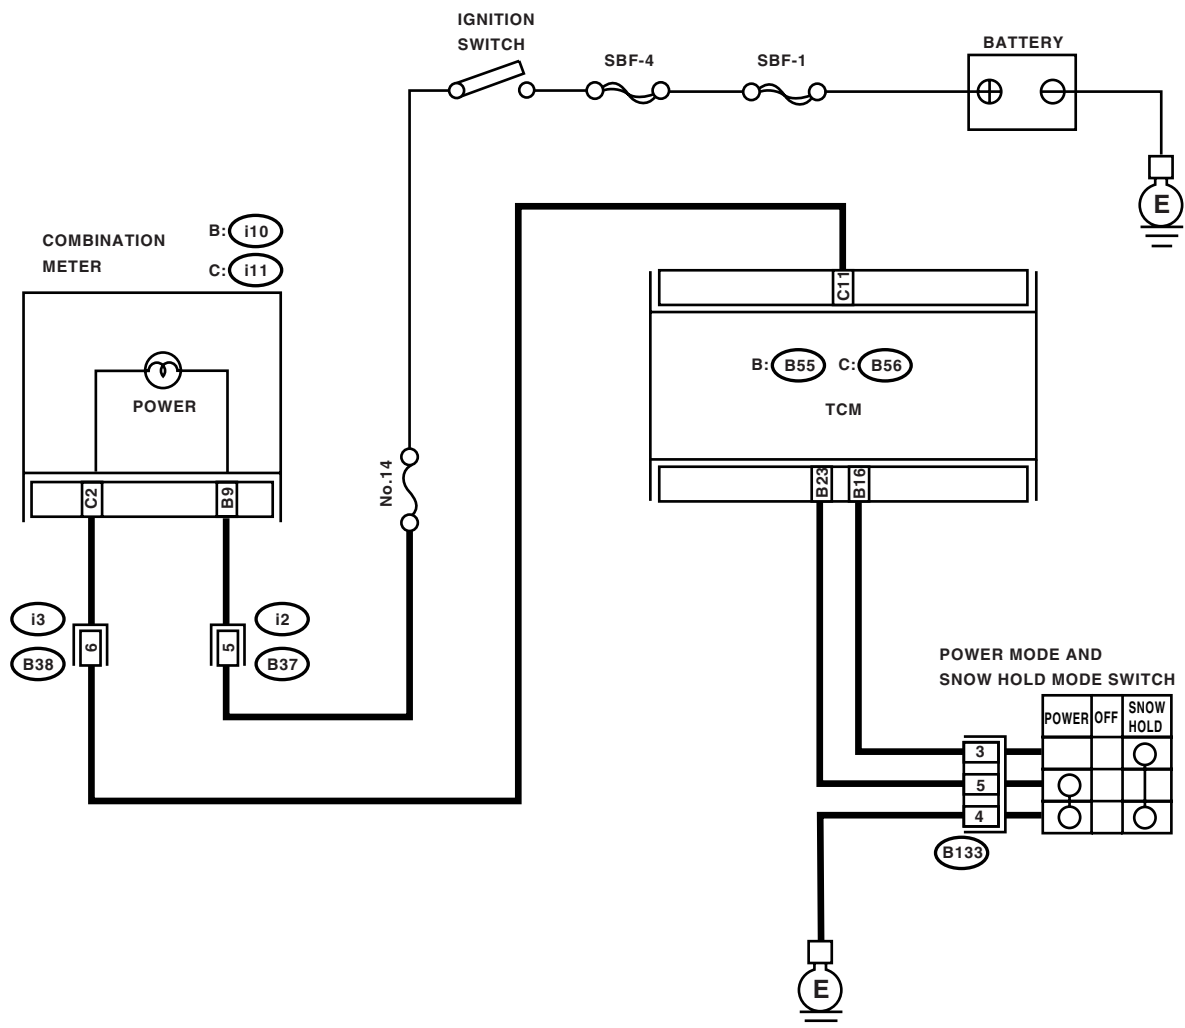 IGNITION
SWITCH
SBF-4
SBF-1
BATTERY
E
COMBINATION
METER
B: i10
C: i11
POWER
C2
B9
No.14
C11
B: B55 C: B56
TCM
B23
B16
i3
B38
6
i2
B37
5
POWER MODE AND
SNOW HOLD MODE SWITCH
POWER
OFF
SNOW
HOLD
3
5
4
B133
E